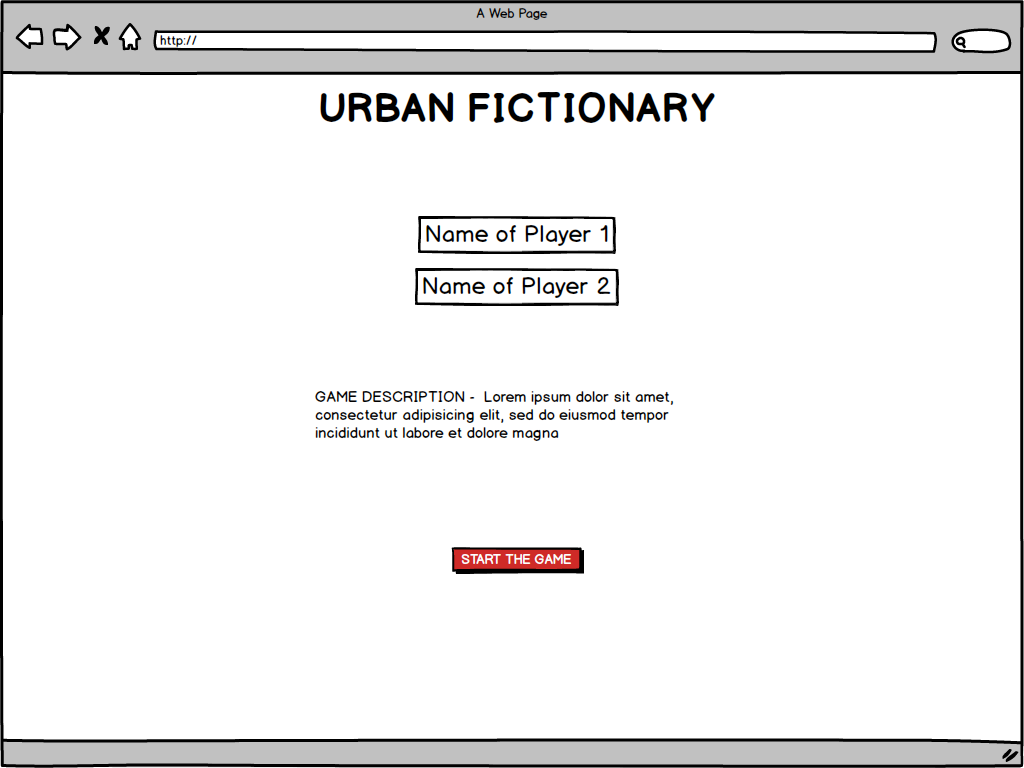 A Web Page
http://
URBAN FICTIONARY
Name of Player 1
Name of Player 2
GAME DESCRIPTION - Lorem ipsum dolor sit amet,
consectetur adipisicing elit, sed do eiusmod tempor
incididunt ut labore et dolore magna
START THE GAME